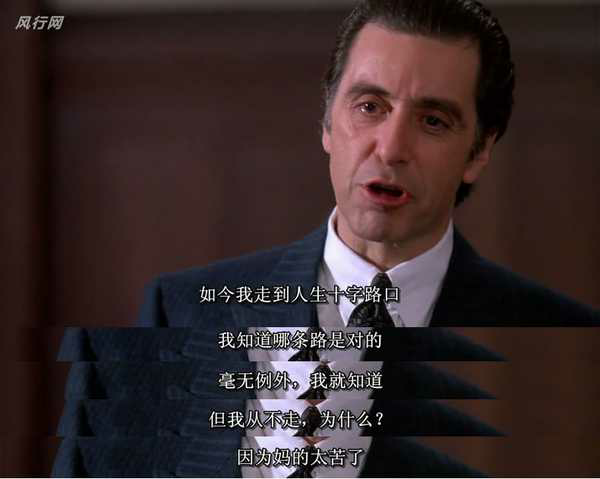 风行网
如今我走到人生十字路口
我知道哪条路是对的
毫无例外，我就知道
但我从不走，为什么？
因为妈的太苦了